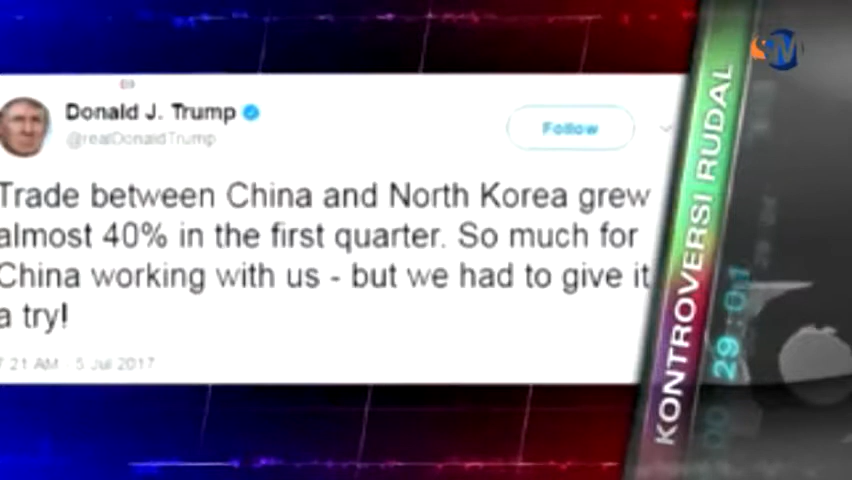 Donald J. Trump
@realDonaldTrump
Follow
Trade between China and North Korea grew
almost 40% in the first quarter. So much for
China working with us - but we had to give it
a try!
7:21 AM 5 Jul 2017
KONTROVERSI RUDAL